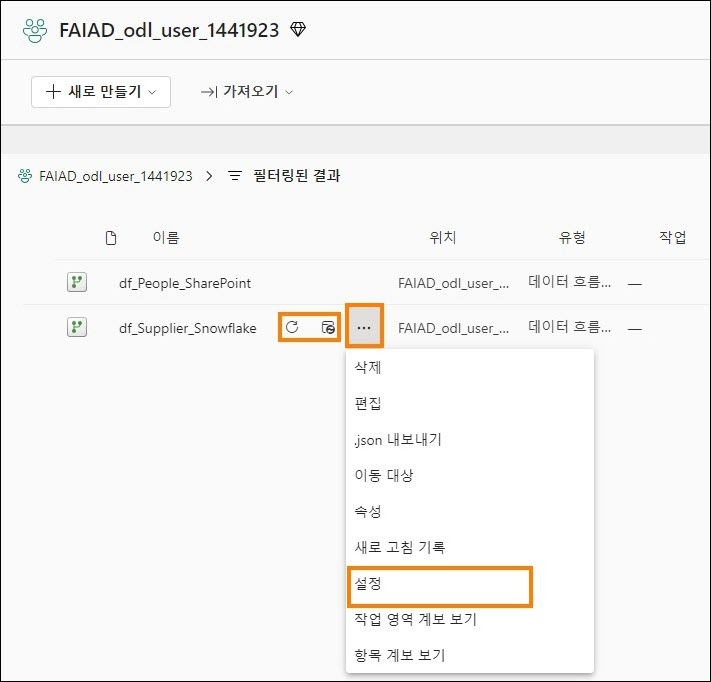 FAIAD_odl_user_1441923
새로 만들기 가져오기
FAIAD_odl_user_1441923 > 필터링된 결과
이름 위치 유형 작업
df_People_SharePoint FAIAD_odl_user_... 데이터 흐름... —
df_Supplier_Snowflake ... FAIAD_odl_user_... 데이터 흐름... —
삭제
편집
.json 내보내기
이동 대상
속성
새로 고침 기록
설정
작업 영역 계보 보기
항목 계보 보기